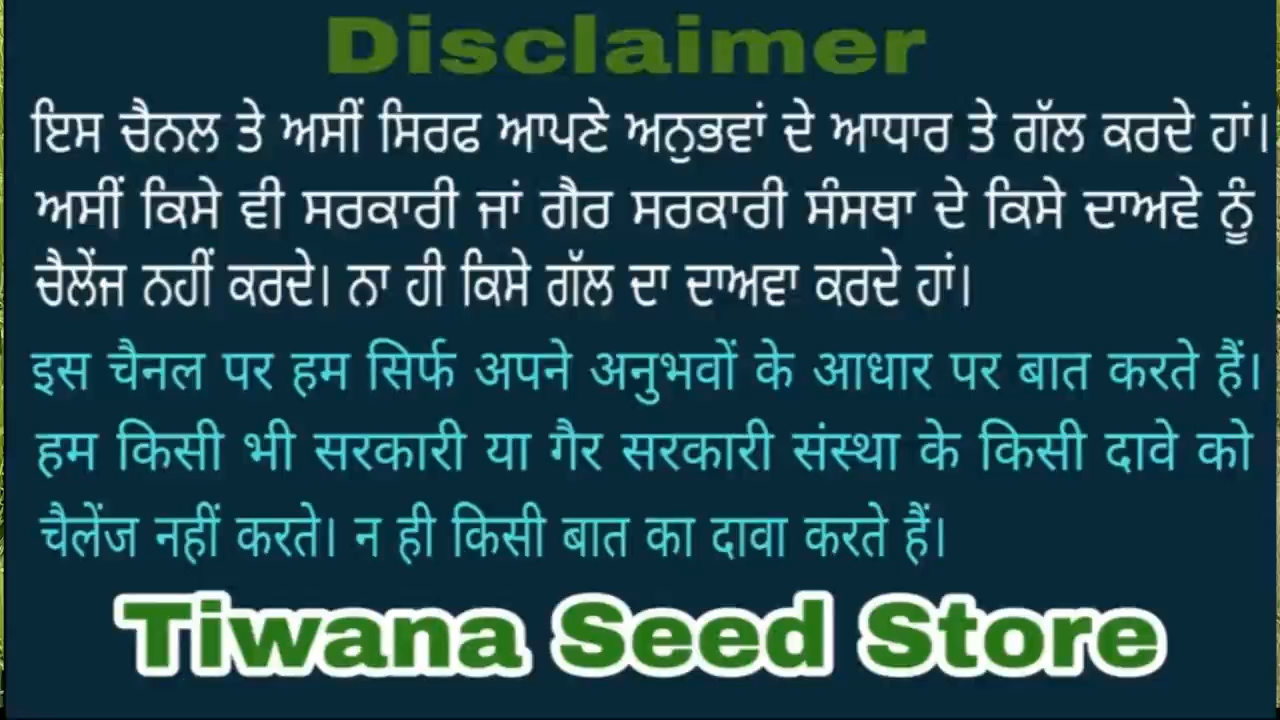 Disclaimer
ਇਸ ਚੈਨਲ ਤੇ ਅਸੀਂ ਸਿਰਫ ਆਪਣੇ ਅਨੁਭਵਾਂ ਦੇ ਆਧਾਰ ਤੇ ਗੱਲ ਕਰਦੇ ਹਾਂ।
ਅਸੀਂ ਕਿਸੇ ਵੀ ਸਰਕਾਰੀ ਜਾਂ ਗੈਰ ਸਰਕਾਰੀ ਸੰਸਥਾ ਦੇ ਕਿਸੇ ਦਾਅਵੇ ਨੂੰ
ਚੈਲੇਂਜ ਨਹੀਂ ਕਰਦੇ। ਨਾ ਹੀ ਕਿਸੇ ਗੱਲ ਦਾ ਦਾਅਵਾ ਕਰਦੇ ਹਾਂ।
इस चैनल पर हम सिर्फ अपने अनुभवों के आधार पर बात करते हैं।
हम किसी भी सरकारी या गैर सरकारी संस्था के किसी दावे को
चैलेंज नहीं करते। न ही किसी बात का दावा करते हैं।
Tiwana Seed Store